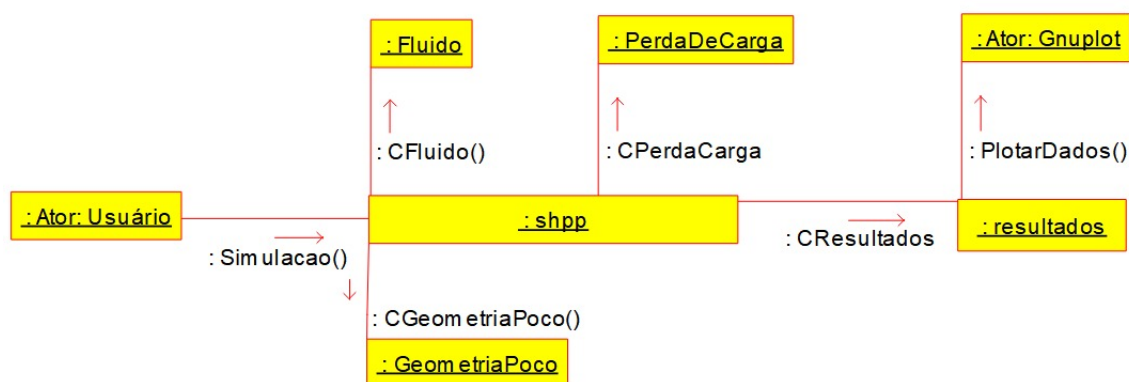 : Fluido
: PerdaDeCarga
: Ator: Gnuplot
: CFluido()
: CPerdaCarga
: PlotarDados()
: Ator: Usuário
: shpp
: resultados
: Simulacao()
: CResultados
: CGeometriaPoco()
: GeometriaPoco